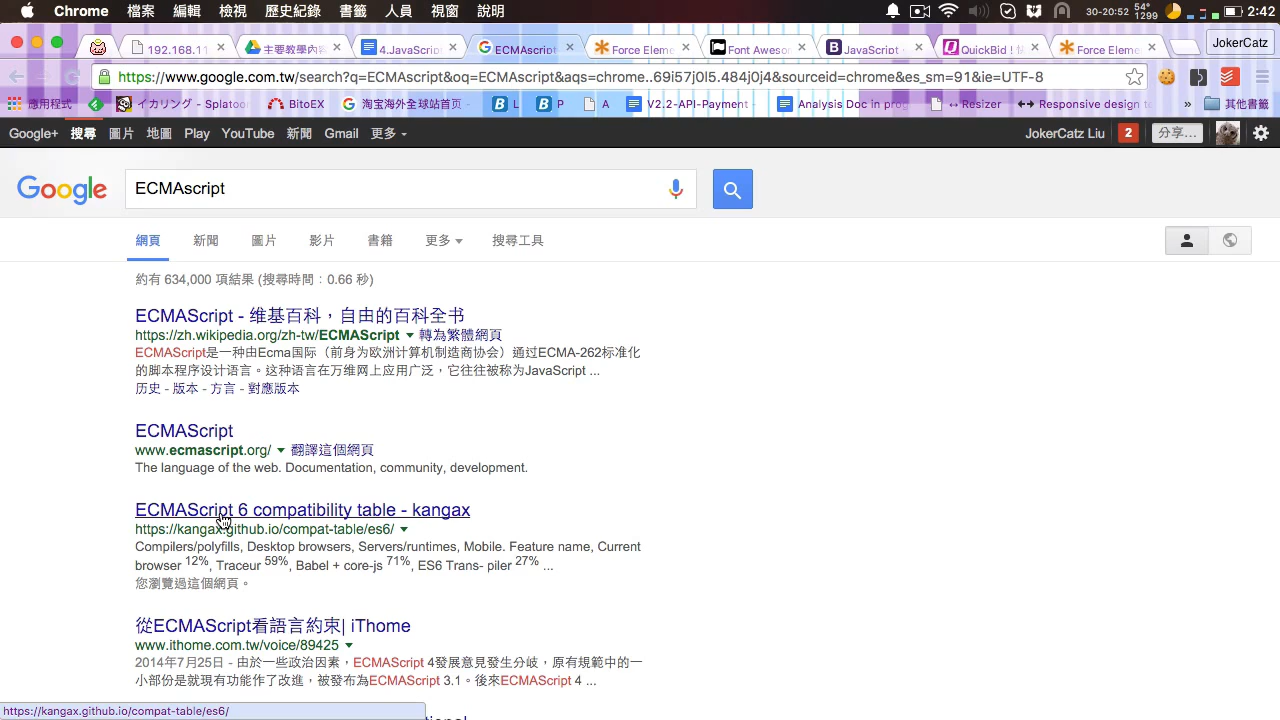 Chrome 檔案 編輯 檢視 歷史紀錄 書籤 人員 視窗 說明 30-20:52 54° 1299 2:42
192.168.11 主要教學內容 4.JavaScript ECMAscript Force Eleme Font Awesom JavaScript QuickBid ! Force Eleme JokerCatz
https://www.google.com.tw/search?q=ECMAscript&oq=ECMAscript&aqs=chrome..69i57j0l5.484j0j4&sourceid=chrome&es_sm=91&ie=UTF-8
應用程式 イカリング - Splatoon BitoEX 淘宝海外全球站首页 L P A V2.2-API-Payment Analysis Doc in prog ↔ Resizer Responsive design te » 其他書籤
Google+ 搜尋 圖片 地圖 Play YouTube 新聞 Gmail 更多 JokerCatz Liu 2 分享...
Google ECMAscript
網頁 新聞 圖片 影片 書籍 更多 搜尋工具
約有 634,000 項結果 (搜尋時間：0.66 秒)
ECMAScript - 维基百科，自由的百科全书
https://zh.wikipedia.org/zh-tw/ECMAScript 轉為繁體網頁
ECMAScript是一种由Ecma国际（前身为欧洲计算机制造商协会）通过ECMA-262标准化
的脚本程序设计语言。这种语言在万维网上应用广泛，它往往被称为JavaScript ...
历史 - 版本 - 方言 - 對應版本
ECMAScript
www.ecmascript.org/ 翻譯這個網頁
The language of the web. Documentation, community, development.
ECMAScript 6 compatibility table - kangax
https://kangax.github.io/compat-table/es6/
Compilers/polyfills, Desktop browsers, Servers/runtimes, Mobile. Feature name, Current
browser 12%, Traceur 59%, Babel + core-js 71%, ES6 Trans- piler 27% ...
您瀏覽過這個網頁。
從ECMAScript看語言約束| iThome
www.ithome.com.tw/voice/89425
2014年7月25日 - 由於一些政治因素，ECMAScript 4發展意見發生分歧，原有規範中的一
小部份是就現有功能作了改進，被發布為ECMAScript 3.1。後來ECMAScript 4 ...
https://kangax.github.io/compat-table/es6/